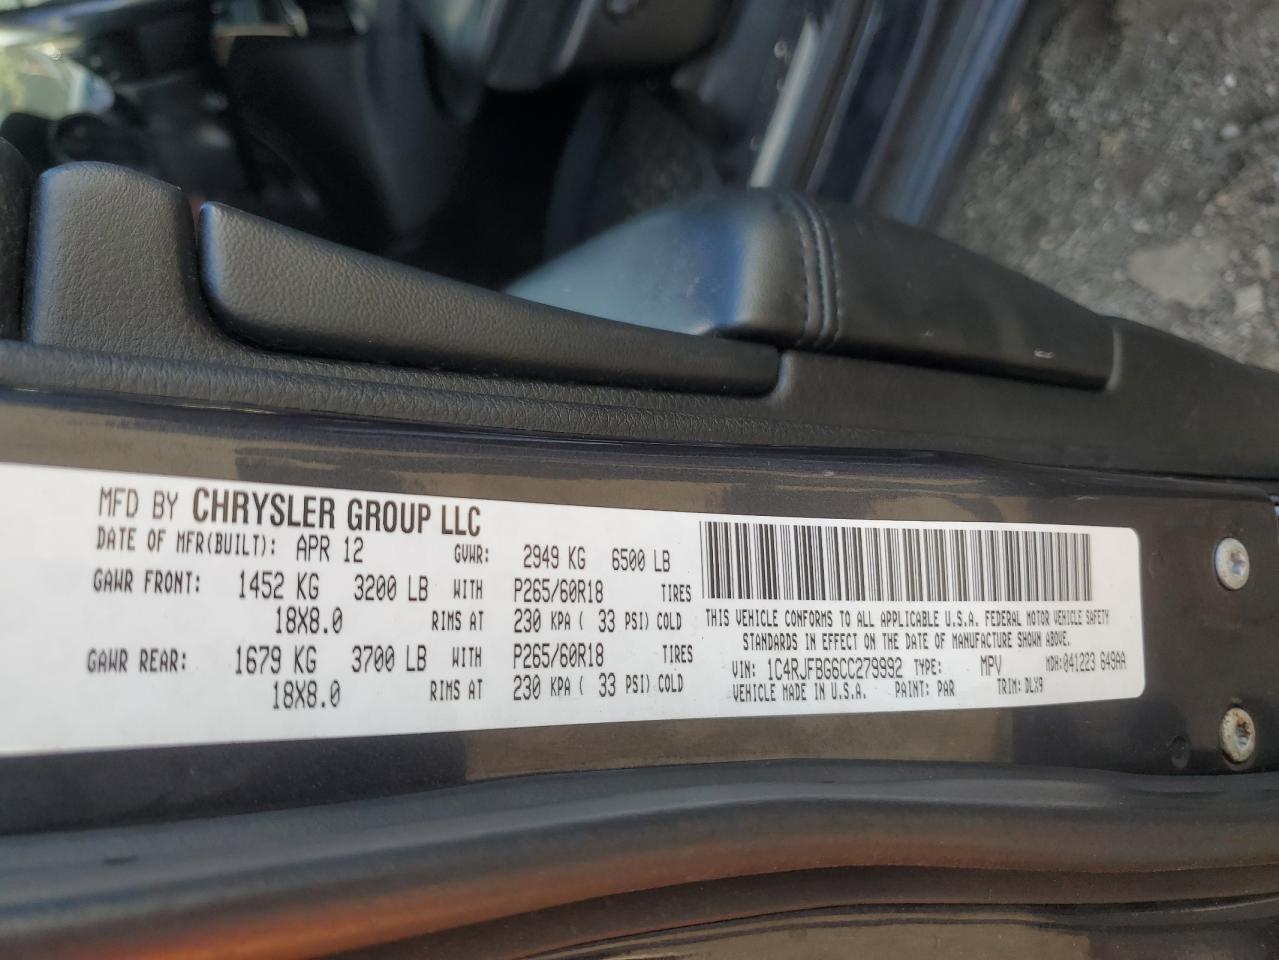 MFD BY CHRYSLER GROUP LLC
DATE OF MFR(BUILT): APR 12 GVWR: 2949 KG 6500 LB
GAWR FRONT: 1452 KG 3200 LB WITH P265/60R18 TIRES
18X8.0 RIMS AT 230 KPA ( 33 PSI) COLD
GAWR REAR: 1679 KG 3700 LB WITH P265/60R18 TIRES
18X8.0 RIMS AT 230 KPA ( 33 PSI) COLD
THIS VEHICLE CONFORMS TO ALL APPLICABLE U.S.A. FEDERAL MOTOR VEHICLE SAFETY
STANDARDS IN EFFECT ON THE DATE OF MANUFACTURE SHOWN ABOVE.
VIN: 1C4RJFBG6CC279992 TYPE: MPV MDH:041223 649AA
VEHICLE MADE IN U.S.A. PAINT: PAR TRIM: DLX9